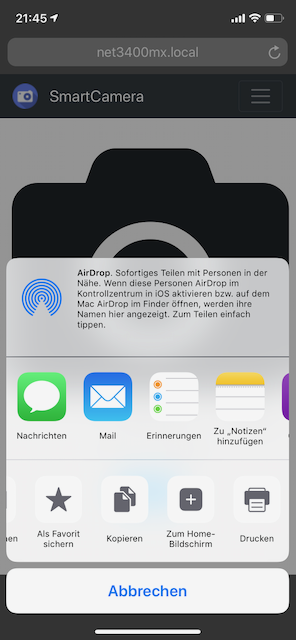 21:45
net3400mx.local
SmartCamera
AirDrop. Sofortiges Teilen mit Personen in der
Nähe. Wenn diese Personen AirDrop im
Kontrollzentrum in iOS aktivieren bzw. auf dem
Mac AirDrop im Finder öffnen, werden ihre
Namen hier angezeigt. Zum Teilen einfach
tippen.
Nachrichten
Mail
Erinnerungen
Zu „Notizen"
hinzufügen
Als Favorit
sichern
Kopieren
Zum Home-
Bildschirm
Drucken
Abbrechen